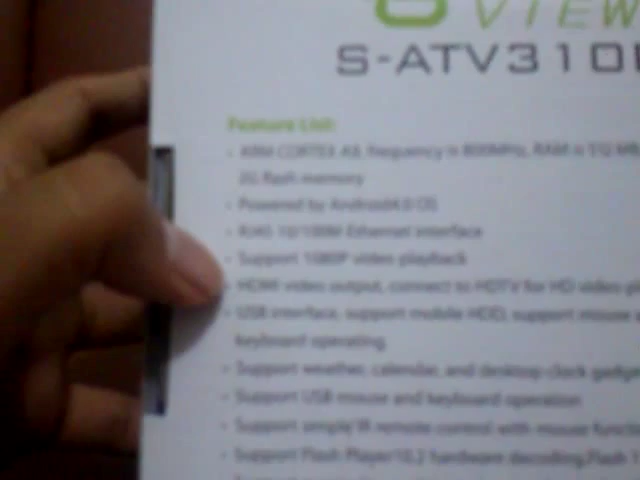 VIEW
S-ATV310
Feature List:
• ARM CORTEX A9, frequency is 800MHz, RAM is 512 MB
2G flash memory
• Powered by Android4.0 OS
• RJ45 10/100M Ethernet interface
• Support 1080P video playback
• HDMI video output, connect to HDTV for HD video
• USB interface, support mobile HDD, support mouse
keyboard operating.
• Support weather, calendar, and desktop clock
• Support USB mouse and keyboard operation
• Support simple IR remote control with mouse
• Support Flash Player10.2 hardware decoding,